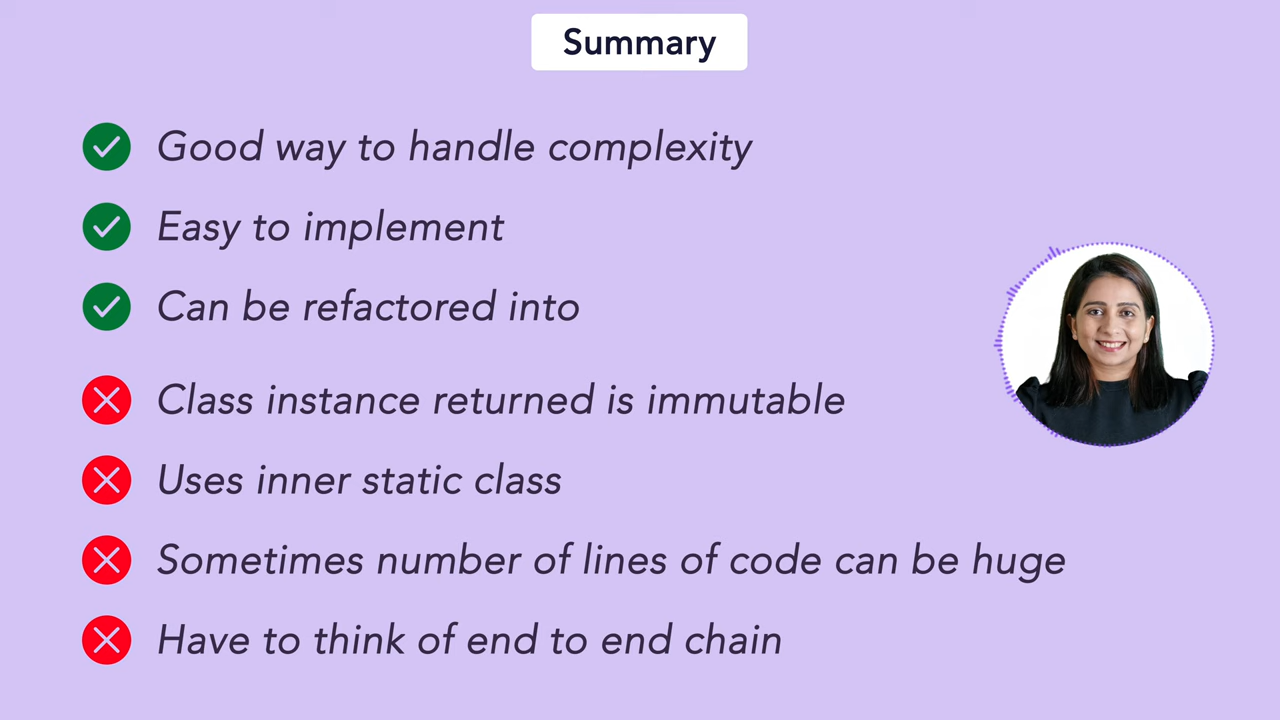 Summary
Good way to handle complexity
Easy to implement
Can be refactored into
Class instance returned is immutable
Uses inner static class
Sometimes number of lines of code can be huge
Have to think of end to end chain